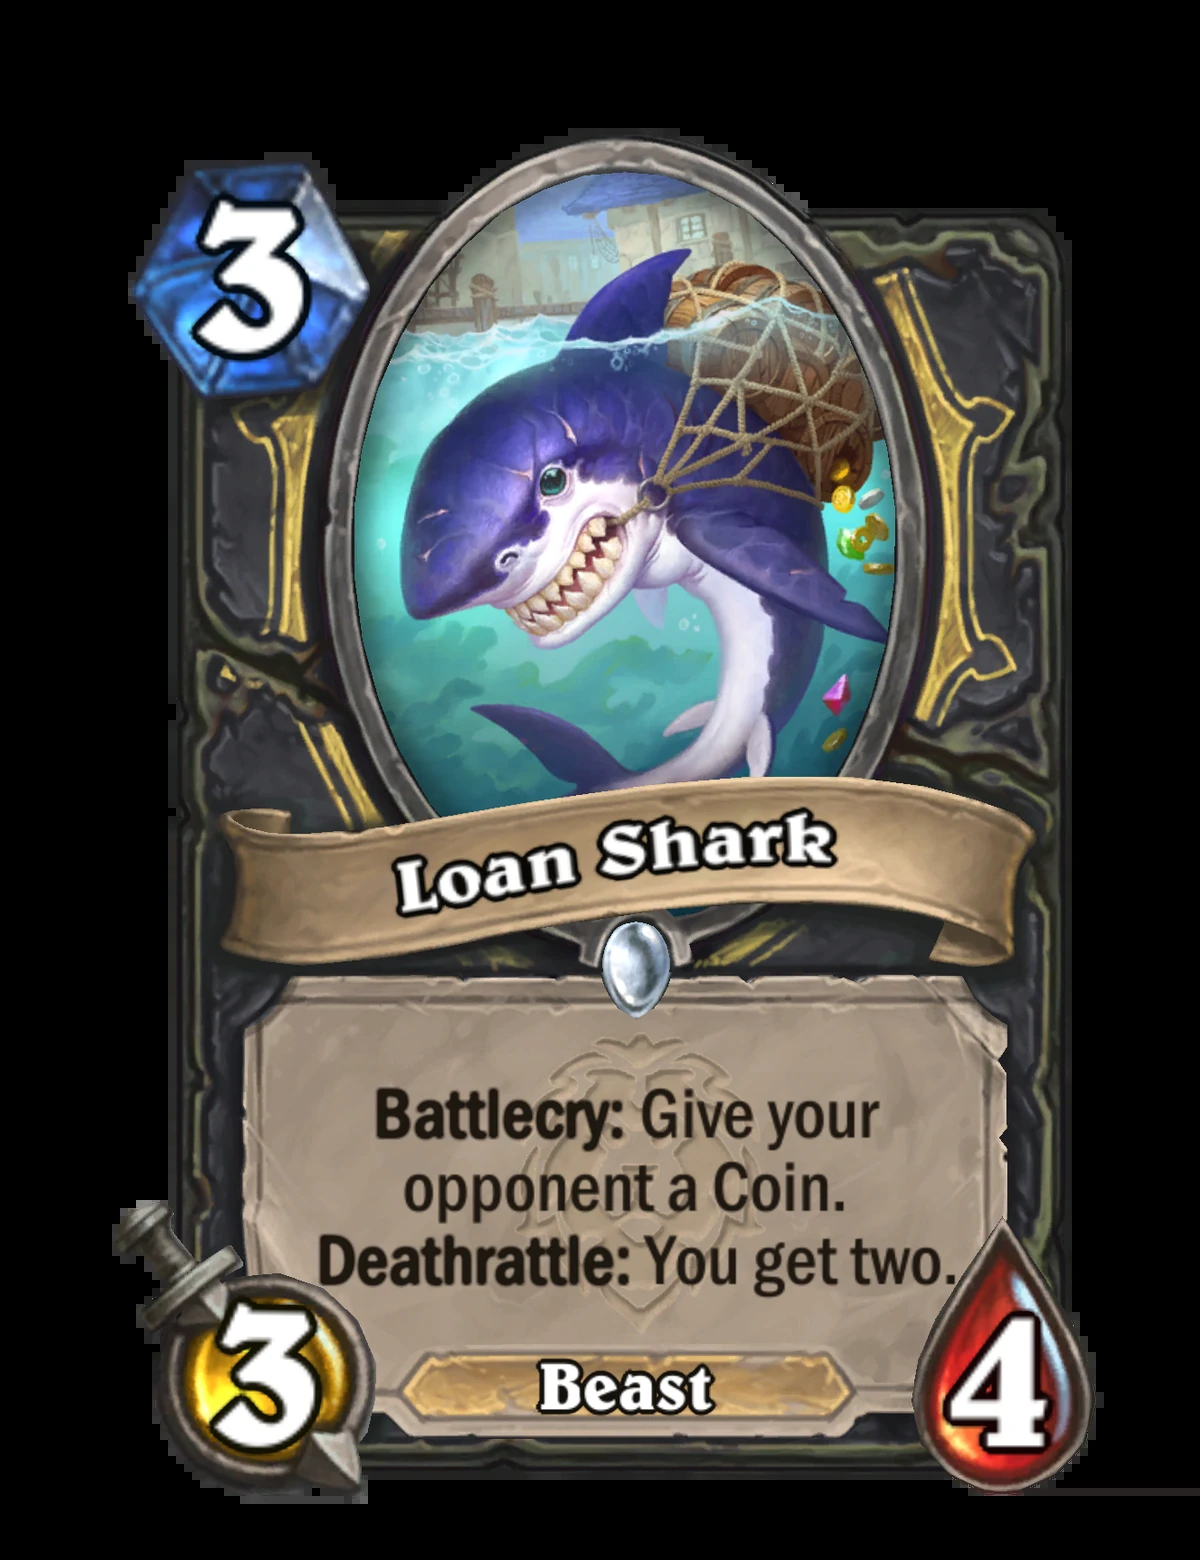 3
Loan Shark
Battlecry: Give your
opponent a Coin.
Deathrattle: You get two.
3
Beast
4